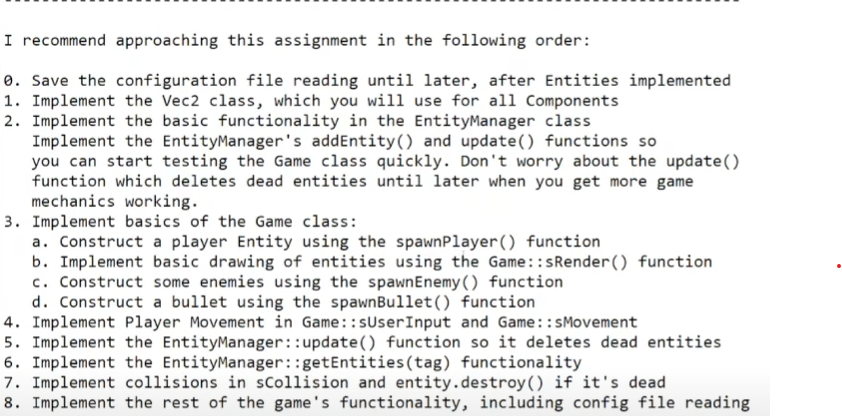 I recommend approaching this assignment in the following order:
0. Save the configuration file reading until later, after Entities implemented
1. Implement the Vec2 class, which you will use for all Components
2. Implement the basic functionality in the EntityManager class
Implement the EntityManager's addEntity() and update() functions so
you can start testing the Game class quickly. Don't worry about the update()
function which deletes dead entities until later when you get more game
mechanics working.
3. Implement basics of the Game class:
a. Construct a player Entity using the spawnPlayer() function
b. Implement basic drawing of entities using the Game::sRender() function
c. Construct some enemies using the spawnEnemy() function
d. Construct a bullet using the spawnBullet() function
4. Implement Player Movement in Game::sUserInput and Game::sMovement
5. Implement the EntityManager::update() function so it deletes dead entities
6. Implement the EntityManager::getEntities(tag) functionality
7. Implement collisions in sCollision and entity.destroy() if it's dead
8. Implement the rest of the game's functionality, including config file reading